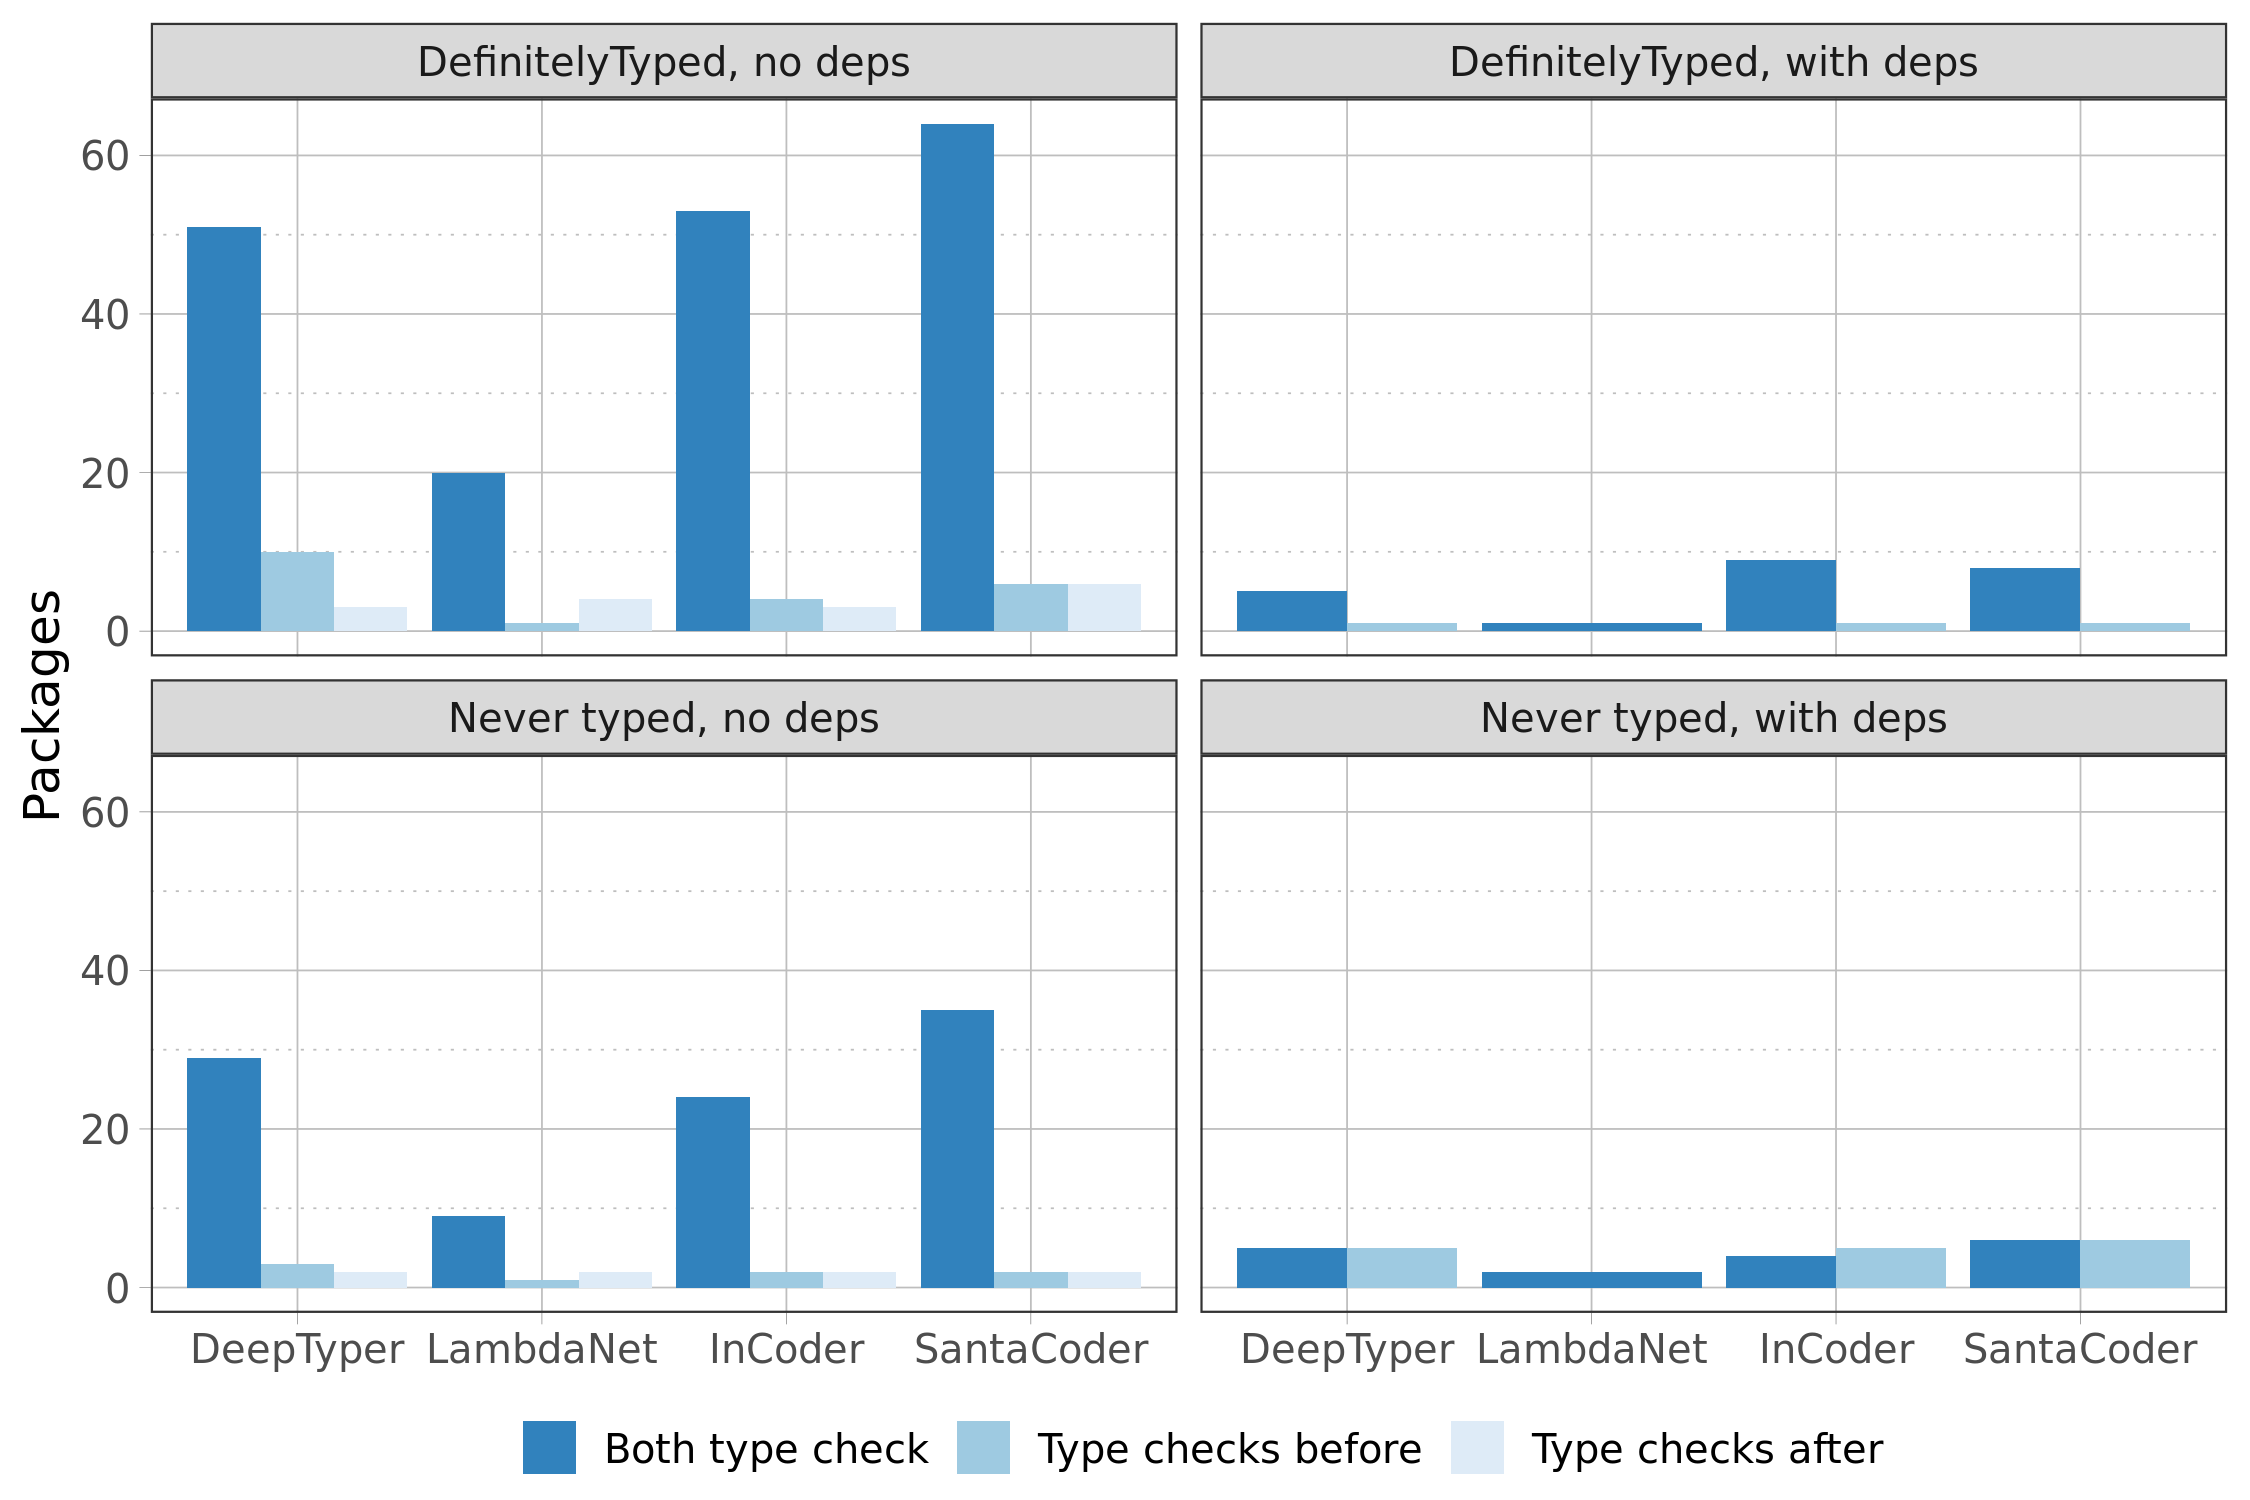 DefinitelyTyped, no deps
DefinitelyTyped, with deps
60
40
20
0
Packages
Never typed, no deps
Never typed, with deps
60
40
20
0
DeepTyper LambdaNet InCoder SantaCoder
DeepTyper LambdaNet InCoder SantaCoder
Both type check Type checks before Type checks after